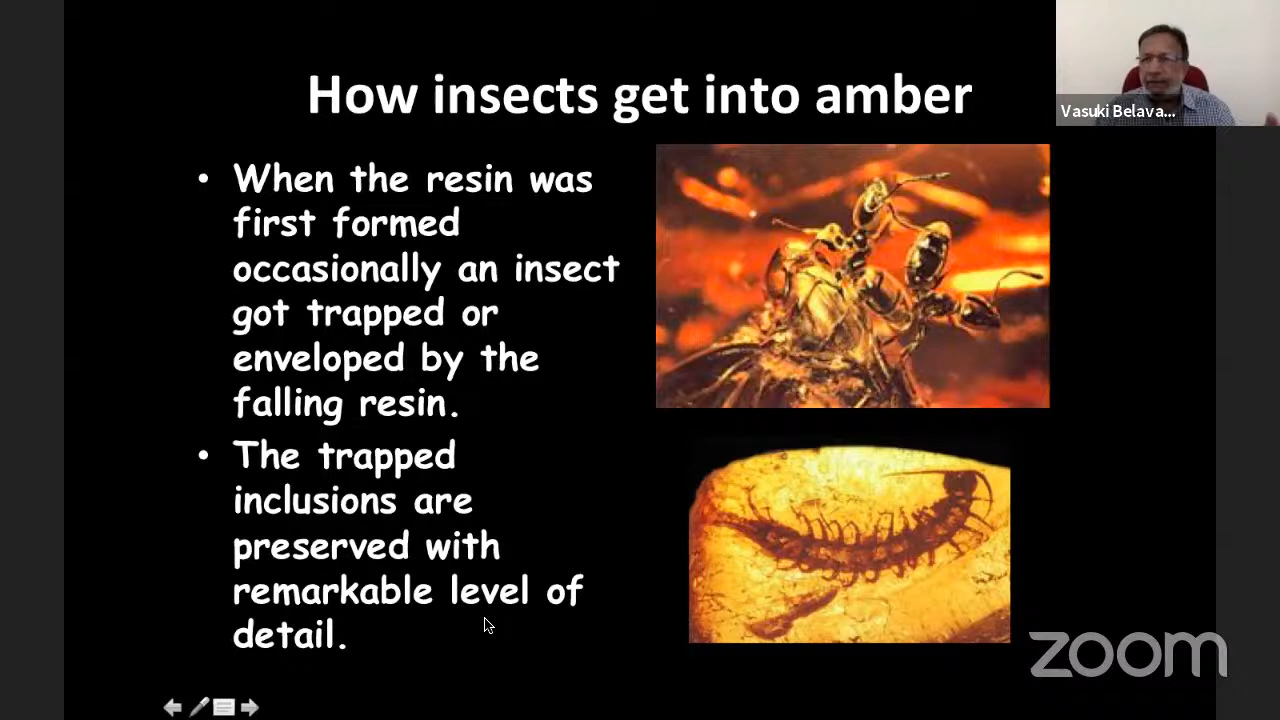 How insects get into amber
Vasuki Belava...
• When the resin was
first formed
occasionally an insect
got trapped or
enveloped by the
falling resin.
• The trapped
inclusions are
preserved with
remarkable level of
detail.
zoom